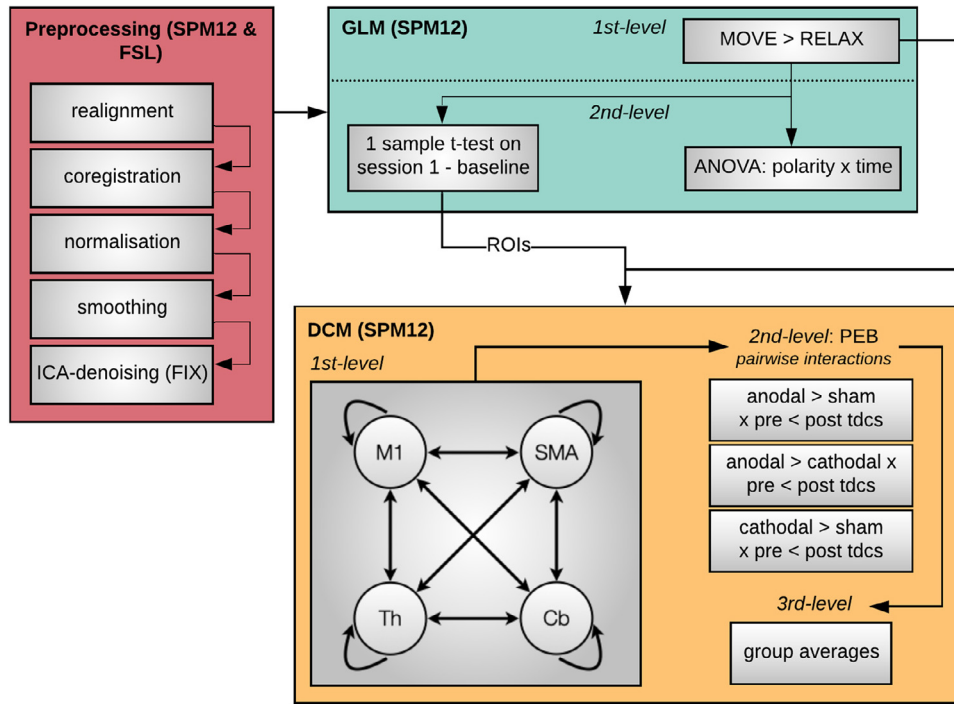 Preprocessing (SPM12 &
FSL)
realignment
coregistration
normalisation
smoothing
ICA-denoising (FIX)
GLM (SPM12)
1st-level
MOVE > RELAX
2nd-level
1 sample t-test on
session 1 - baseline
ANOVA: polarity x time
ROIs
DCM (SPM12)
1st-level
M1
SMA
Th
Cb
2nd-level: PEB
pairwise interactions
anodal > sham
x pre < post tdcs
anodal > cathodal x
pre < post tdcs
cathodal > sham
x pre < post tdcs
3rd-level
group averages